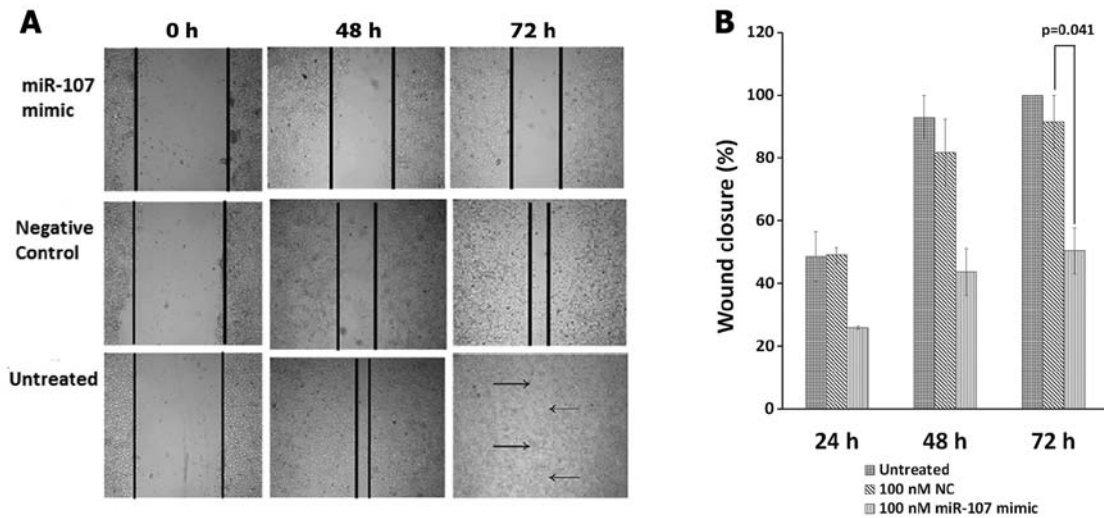 A
0 h
48 h
72 h
miR-107
mimic
Negative
Control
Untreated
B
p=0.041
120
100
80
60
40
20
0
Wound closure (%)
24 h
48 h
72 h
Untreated
100 nM NC
100 nM miR-107 mimic